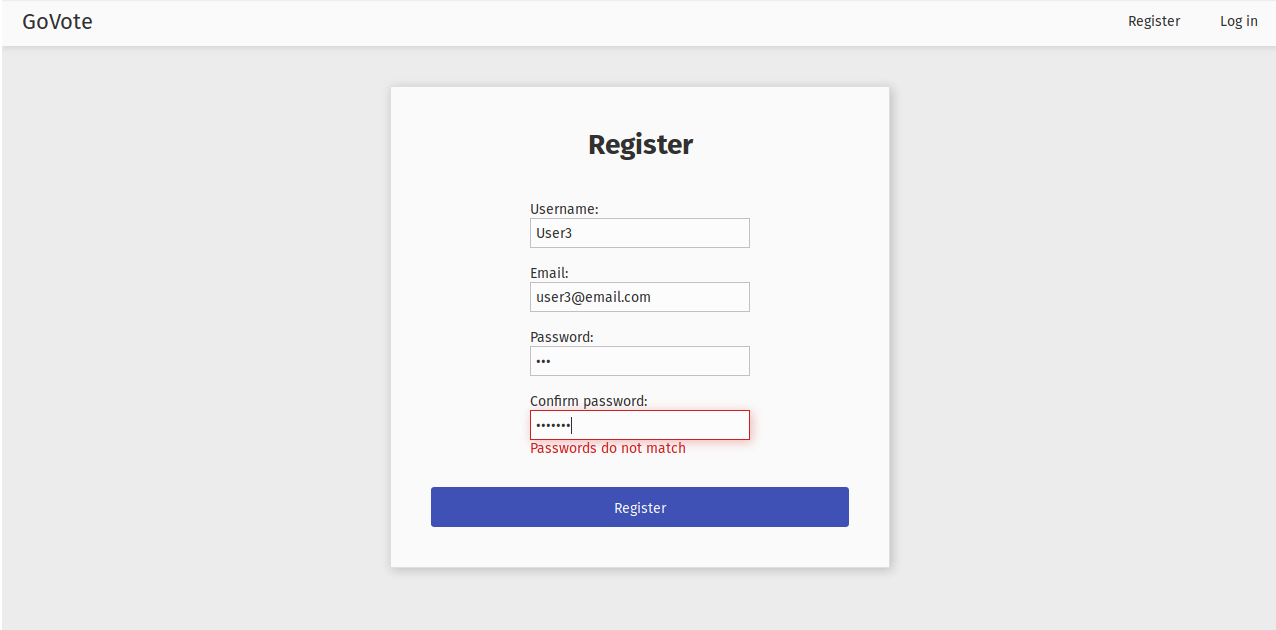 GoVote Register Log in
Register
Username:
User3
Email:
user3@email.com
Password:
•••
Confirm password:
•••••••
Passwords do not match
Register